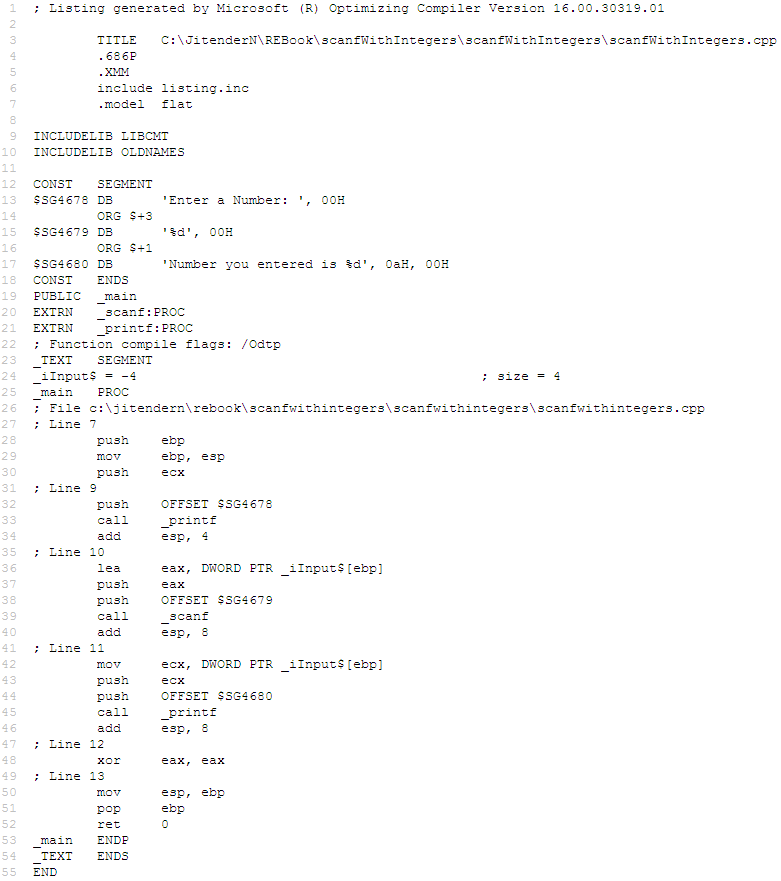 1 ; Listing generated by Microsoft (R) Optimizing Compiler Version 16.00.30319.01
2
3         TITLE   C:\JitenderN\REBook\scanfWithIntegers\scanfWithIntegers\scanfWithIntegers.cpp
4         .686P
5         .XMM
6         include listing.inc
7         .model  flat
8
9 INCLUDELIB LIBCMT
10 INCLUDELIB OLDNAMES
11
12 CONST   SEGMENT
13 $SG4678 DB      'Enter a Number: ', 00H
14         ORG $+3
15 $SG4679 DB      '%d', 00H
16         ORG $+1
17 $SG4680 DB      'Number you entered is %d', 0aH, 00H
18 CONST   ENDS
19 PUBLIC  _main
20 EXTRN   _scanf:PROC
21 EXTRN   _printf:PROC
22 ; Function compile flags: /Odtp
23 _TEXT   SEGMENT
24 _iInput$ = -4                                           ; size = 4
25 _main   PROC
26 ; File c:\jitendern\rebook\scanfwithintegers\scanfwithintegers\scanfwithintegers.cpp
27 ; Line 7
28         push    ebp
29         mov     ebp, esp
30         push    ecx
31 ; Line 9
32         push    OFFSET $SG4678
33         call    _printf
34         add     esp, 4
35 ; Line 10
36         lea     eax, DWORD PTR _iInput$[ebp]
37         push    eax
38         push    OFFSET $SG4679
39         call    _scanf
40         add     esp, 8
41 ; Line 11
42         mov     ecx, DWORD PTR _iInput$[ebp]
43         push    ecx
44         push    OFFSET $SG4680
45         call    _printf
46         add     esp, 8
47 ; Line 12
48         xor     eax, eax
49 ; Line 13
50         mov     esp, ebp
51         pop     ebp
52         ret     0
53 _main   ENDP
54 _TEXT   ENDS
55 END